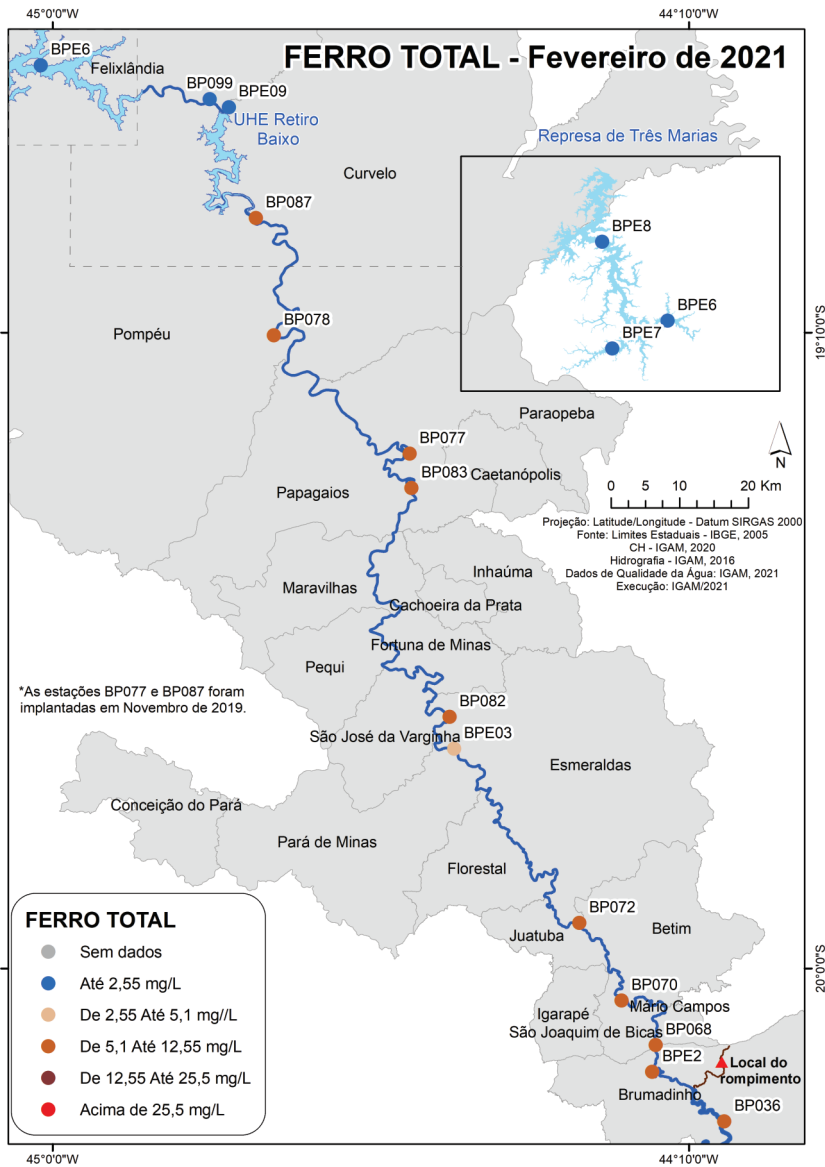 45°0'0"W
44°10'0"W
FERRO TOTAL - Fevereiro de 2021
BPE6
Felixlândia
BP099
BPE09
UHE Retiro
Baixo
Represa de Três Marias
Curvelo
BP087
BPE8
BPE6
BPE7
BP078
Pompéu
19°10'0"S
Paraopeba
BP077
BP083
Caetanópolis
Papagaios
N
0 5 10 20 Km
Projeção: Latitude/Longitude - Datum SIRGAS 2000
Fonte: Limites Estaduais - IBGE, 2005
CH - IGAM, 2020
Hidrografia - IGAM, 2016
Dados de Qualidade da Água: IGAM, 2021
Execução: IGAM/2021
Inhaúma
Maravilhas
Cachoeira da Prata
Fortuna de Minas
Pequi
*As estações BP077 e BP087 foram
implantadas em Novembro de 2019.
BP082
São José da Varginha
BPE03
Esmeraldas
Conceição do Pará
Pará de Minas
Florestal
BP072
Juatuba
Betim
20°0'0"S
BP070
Mário Campos
Igarapé
São Joaquim de Bicas
BP068
BPE2
Local do
rompimento
Brumadinho
BP036
FERRO TOTAL
Sem dados
Até 2,55 mg/L
De 2,55 Até 5,1 mg//L
De 5,1 Até 12,55 mg/L
De 12,55 Até 25,5 mg/L
Acima de 25,5 mg/L
45°0'0"W
44°10'0"W